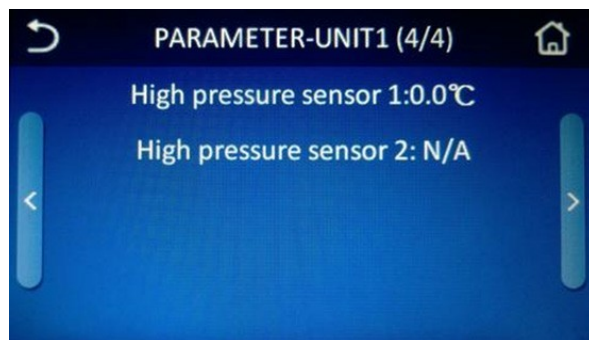 PARAMETER-UNIT1 (4/4)
High pressure sensor 1:0.0℃
High pressure sensor 2: N/A